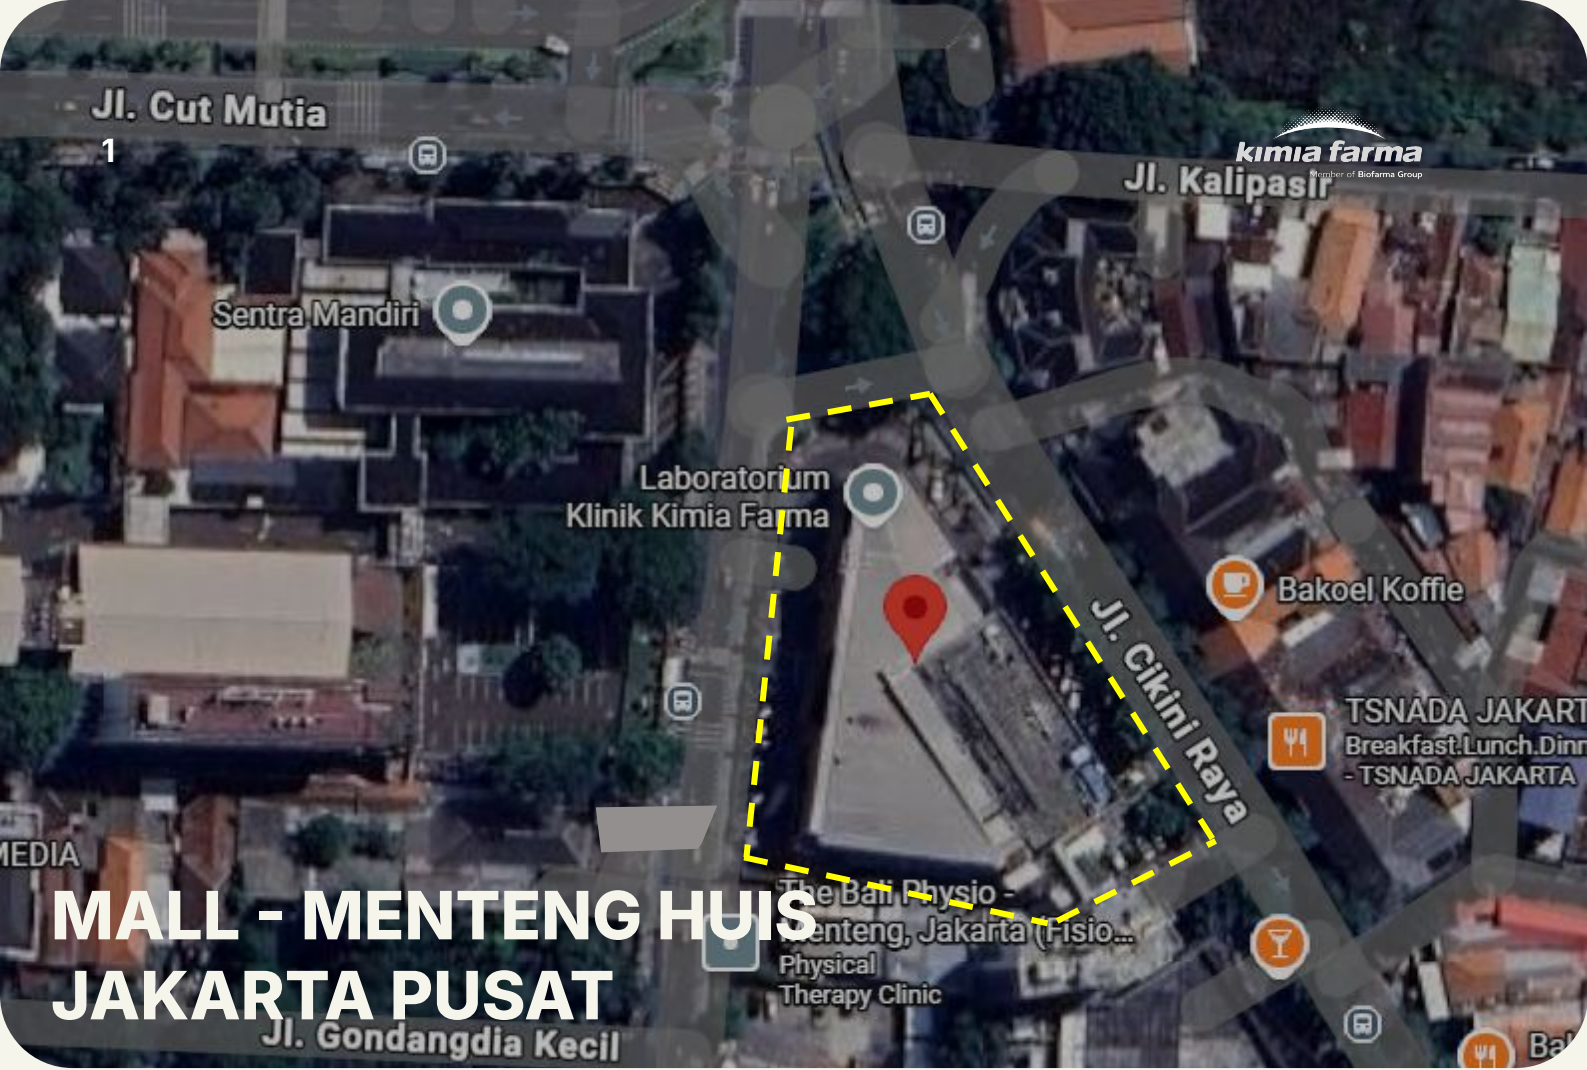 Jl. Cut Mutia
1
kimia farma
Member of Biofarma Group
Jl. Kalipasir
Sentra Mandiri
Laboratorium
Klinik Kimia Farma
Bakoel Koffie
Jl. Cikini Raya
TSNADA JAKART
Breakfast.Lunch.Dinn
- TSNADA JAKARTA
MEDIA
The Bali Physio -
Menteng, Jakarta (Fisio...
Physical
Therapy Clinic
MALL - MENTENG HUIS
JAKARTA PUSAT
Jl. Gondangdia Kecil
Bal